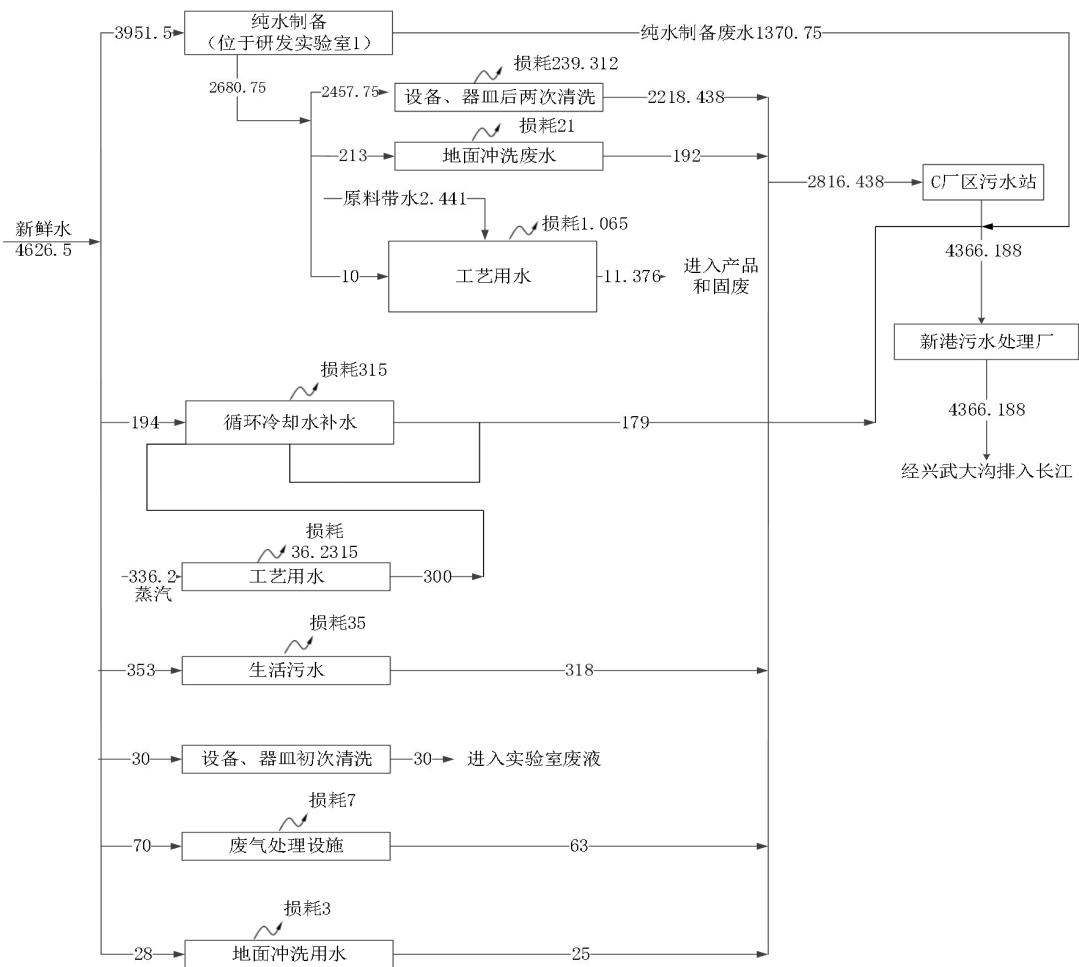 3951.5
纯水制备
（位于研发实验室1）
纯水制备废水1370.75
2680.75
损耗239.312
2457.75
设备、器皿后两次清洗
2218.438
损耗21
213
地面冲洗废水
192
2816.438
C厂区污水站
原料带水2.441
新鲜水
4626.5
损耗1.065
10
工艺用水
11.376
进入产品
和固废
4366.188
新港污水处理厂
损耗315
194
循环冷却水补水
179
4366.188
经兴武大沟排入长江
损耗
36.2315
336.2
蒸汽
工艺用水
300
损耗35
353
生活污水
318
30
设备、器皿初次清洗
30
进入实验室废液
损耗7
70
废气处理设施
63
损耗3
28
地面冲洗用水
25